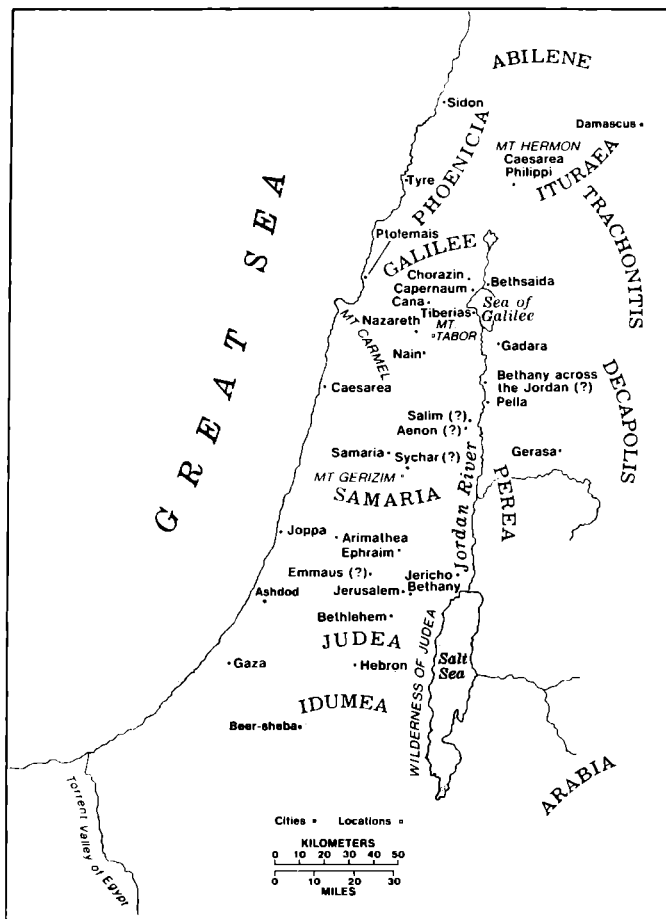 ABILENE
Sidon
Damascus
PHOENICIA
MT HERMON
Caesarea
Philippi
ITURAEA
Tyre
TRACHONITIS
GREAT SEA
Ptolemais
GALILEE
Chorazin
Bethsaida
Capernaum
Cana
Sea of
Galilee
Tiberias
MT CARMEL
Nazareth
MT
TABOR
Gadara
Nain
DECAPOLIS
Bethany across
the Jordan (?)
Caesarea
Pella
Salim (?)
Aenon (?)
Samaria
Sychar (?)
Gerasa
MT GERIZIM
SAMARIA
Jordan River
PEREA
Joppa
Arimathea
Ephraim
Emmaus (?)
Jericho
Jerusalem
Bethany
Ashdod
Bethlehem
JUDEA
WILDERNESS OF JUDEA
Salt
Sea
Gaza
Hebron
IDUMEA
Beer-sheba
ARABIA
Torrent Valley of Egypt
Cities Locations
KILOMETERS
0 10 20 30 40 50
0 10 20 30
MILES